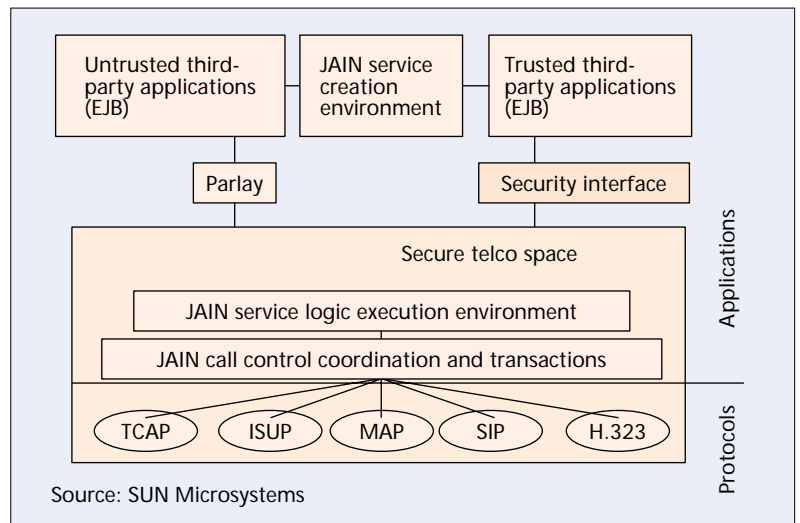 Untrusted third-
party applications
(EJB)
JAIN service
creation
environment
Trusted third-
party applications
(EJB)
Parlay
Security interface
Secure telco space
JAIN service logic execution environment
JAIN call control coordination and transactions
Applications
TCAP
ISUP
MAP
SIP
H.323
Protocols
Source: SUN Microsystems